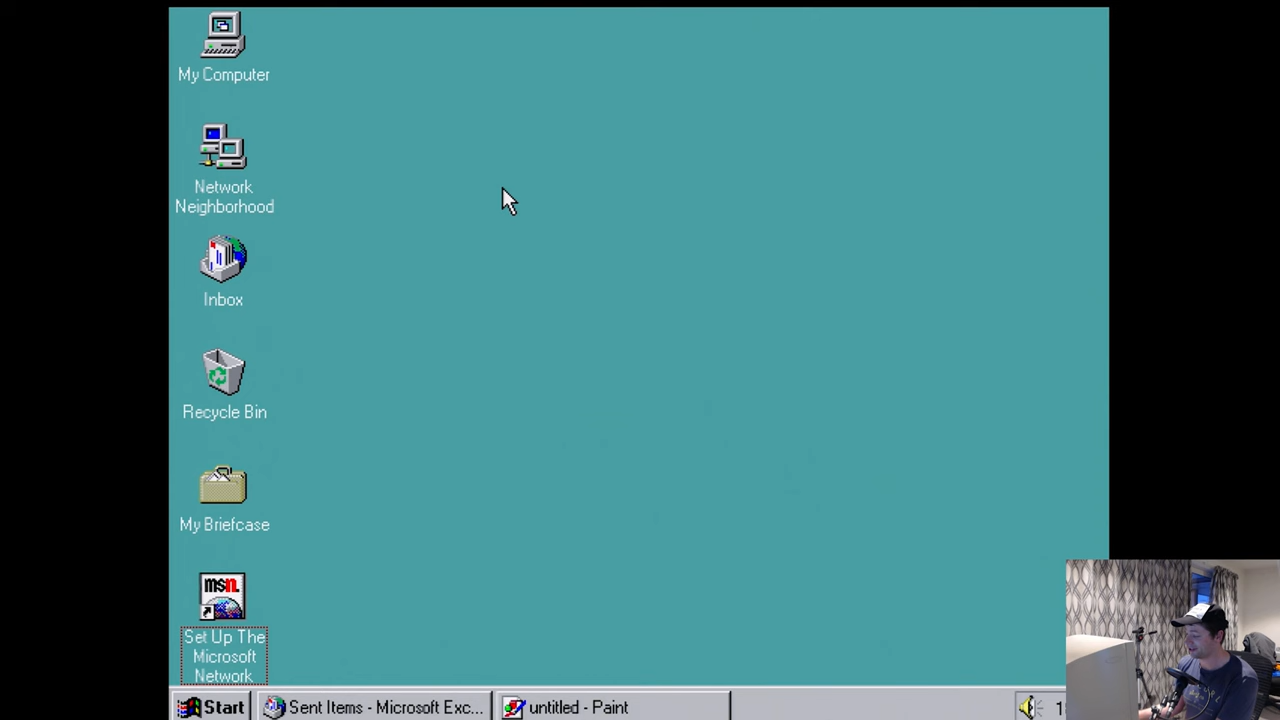 My Computer
Network
Neighborhood
Inbox
Recycle Bin
My Briefcase
msn.
Set Up The
Microsoft
Network
Start
Sent Items - Microsoft Exc...
untitled - Paint